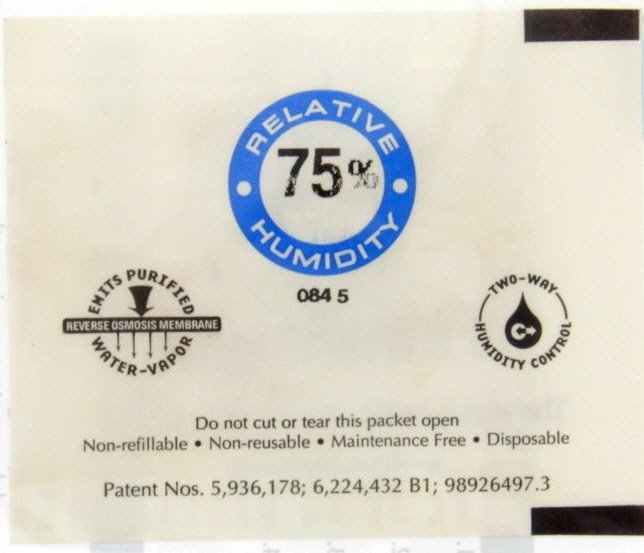 RELATIVE
75%
HUMIDITY
084 5
EMITS PURIFIED
REVERSE OSMOSIS MEMBRANE
WATER-VAPOR
TWO-WAY
HUMIDITY CONTROL
Do not cut or tear this packet open
Non-refillable • Non-reusable • Maintenance Free • Disposable
Patent Nos. 5,936,178; 6,224,432 B1; 98926497.3